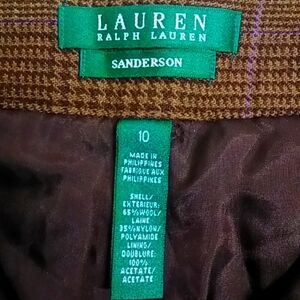 LAUREN
RALPH LAUREN
SANDERSON
10
MADE IN
PHILIPPINES
FABRIQUE AUX
PHILIPPINES
SHELL/
EXTERIEUR:
65%WOOL/
LAINE
35%NYLON/
POLYAMIDE
LINING/
DOUBLURE:
100%
ACETATE/
ACETATE